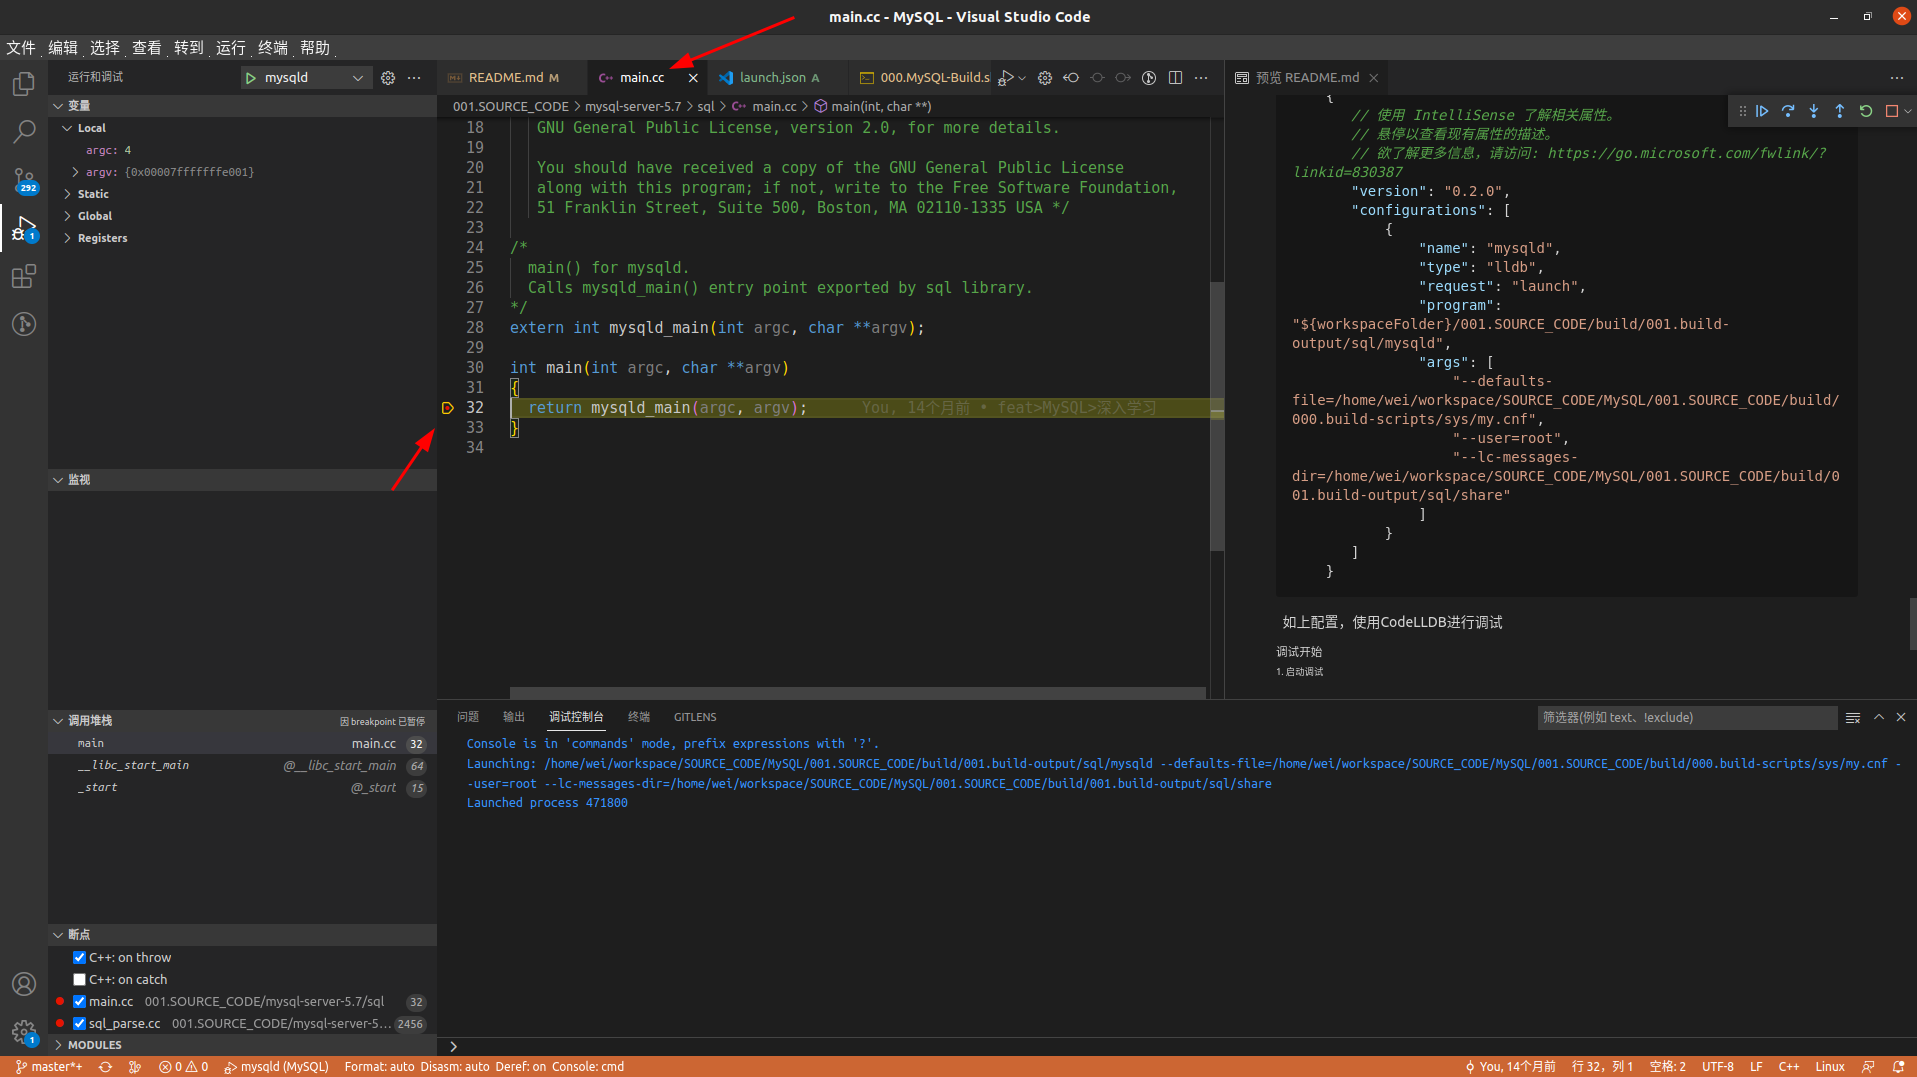 main.cc - MySQL - Visual Studio Code
文件 编辑 选择 查看 转到 运行 终端 帮助
运行和调试
mysqld
变量
Local
argc: 4
argv: {0x00007fffffffe001}
Static
Global
Registers
监视
调用堆栈
因 breakpoint 已暂停
main main.cc 32
__libc_start_main @__libc_start_main 64
_start @_start 15
断点
C++: on throw
C++: on catch
main.cc 001.SOURCE_CODE/mysql-server-5.7/sql 32
sql_parse.cc 001.SOURCE_CODE/mysql-server-5... 2456
MODULES
292
1
1
README.md M
main.cc
launch.json A
000.MySQL-Build.s
001.SOURCE_CODE > mysql-server-5.7 > sql > main.cc > main(int, char **)
18 GNU General Public License, version 2.0, for more details.
19
20 You should have received a copy of the GNU General Public License
21 along with this program; if not, write to the Free Software Foundation,
22 51 Franklin Street, Suite 500, Boston, MA 02110-1335 USA */
23
24 /*
25 main() for mysqld.
26 Calls mysqld_main() entry point exported by sql library.
27 */
28 extern int mysqld_main(int argc, char **argv);
29
30 int main(int argc, char **argv)
31 {
32 return mysqld_main(argc, argv); You, 14个月前 • feat>MySQL>深入学习
33 }
34
预览 README.md
{
// 使用 IntelliSense 了解相关属性。
// 悬停以查看现有属性的描述。
// 欲了解更多信息，请访问: https://go.microsoft.com/fwlink/?
linkid=830387
"version": "0.2.0",
"configurations": [
{
"name": "mysqld",
"type": "lldb",
"request": "launch",
"program":
"${workspaceFolder}/001.SOURCE_CODE/build/001.build-
output/sql/mysqld",
"args": [
"--defaults-
file=/home/wei/workspace/SOURCE_CODE/MySQL/001.SOURCE_CODE/build/
000.build-scripts/sys/my.cnf",
"--user=root",
"--lc-messages-
dir=/home/wei/workspace/SOURCE_CODE/MySQL/001.SOURCE_CODE/build/0
01.build-output/sql/share"
]
}
]
}
如上配置，使用CodeLLDB进行调试
调试开始
1. 启动调试
问题 输出 调试控制台 终端 GITLENS
筛选器(例如 text、!exclude)
Console is in 'commands' mode, prefix expressions with '?'.
Launching: /home/wei/workspace/SOURCE_CODE/MySQL/001.SOURCE_CODE/build/001.build-output/sql/mysqld --defaults-file=/home/wei/workspace/SOURCE_CODE/MySQL/001.SOURCE_CODE/build/000.build-scripts/sys/my.cnf -
-user=root --lc-messages-dir=/home/wei/workspace/SOURCE_CODE/MySQL/001.SOURCE_CODE/build/001.build-output/sql/share
Launched process 471800
master*+ 0 0 mysqld (MySQL) Format: auto Disasm: auto Deref: on Console: cmd You, 14个月前 行 32，列 1 空格: 2 UTF-8 LF C++ Linux